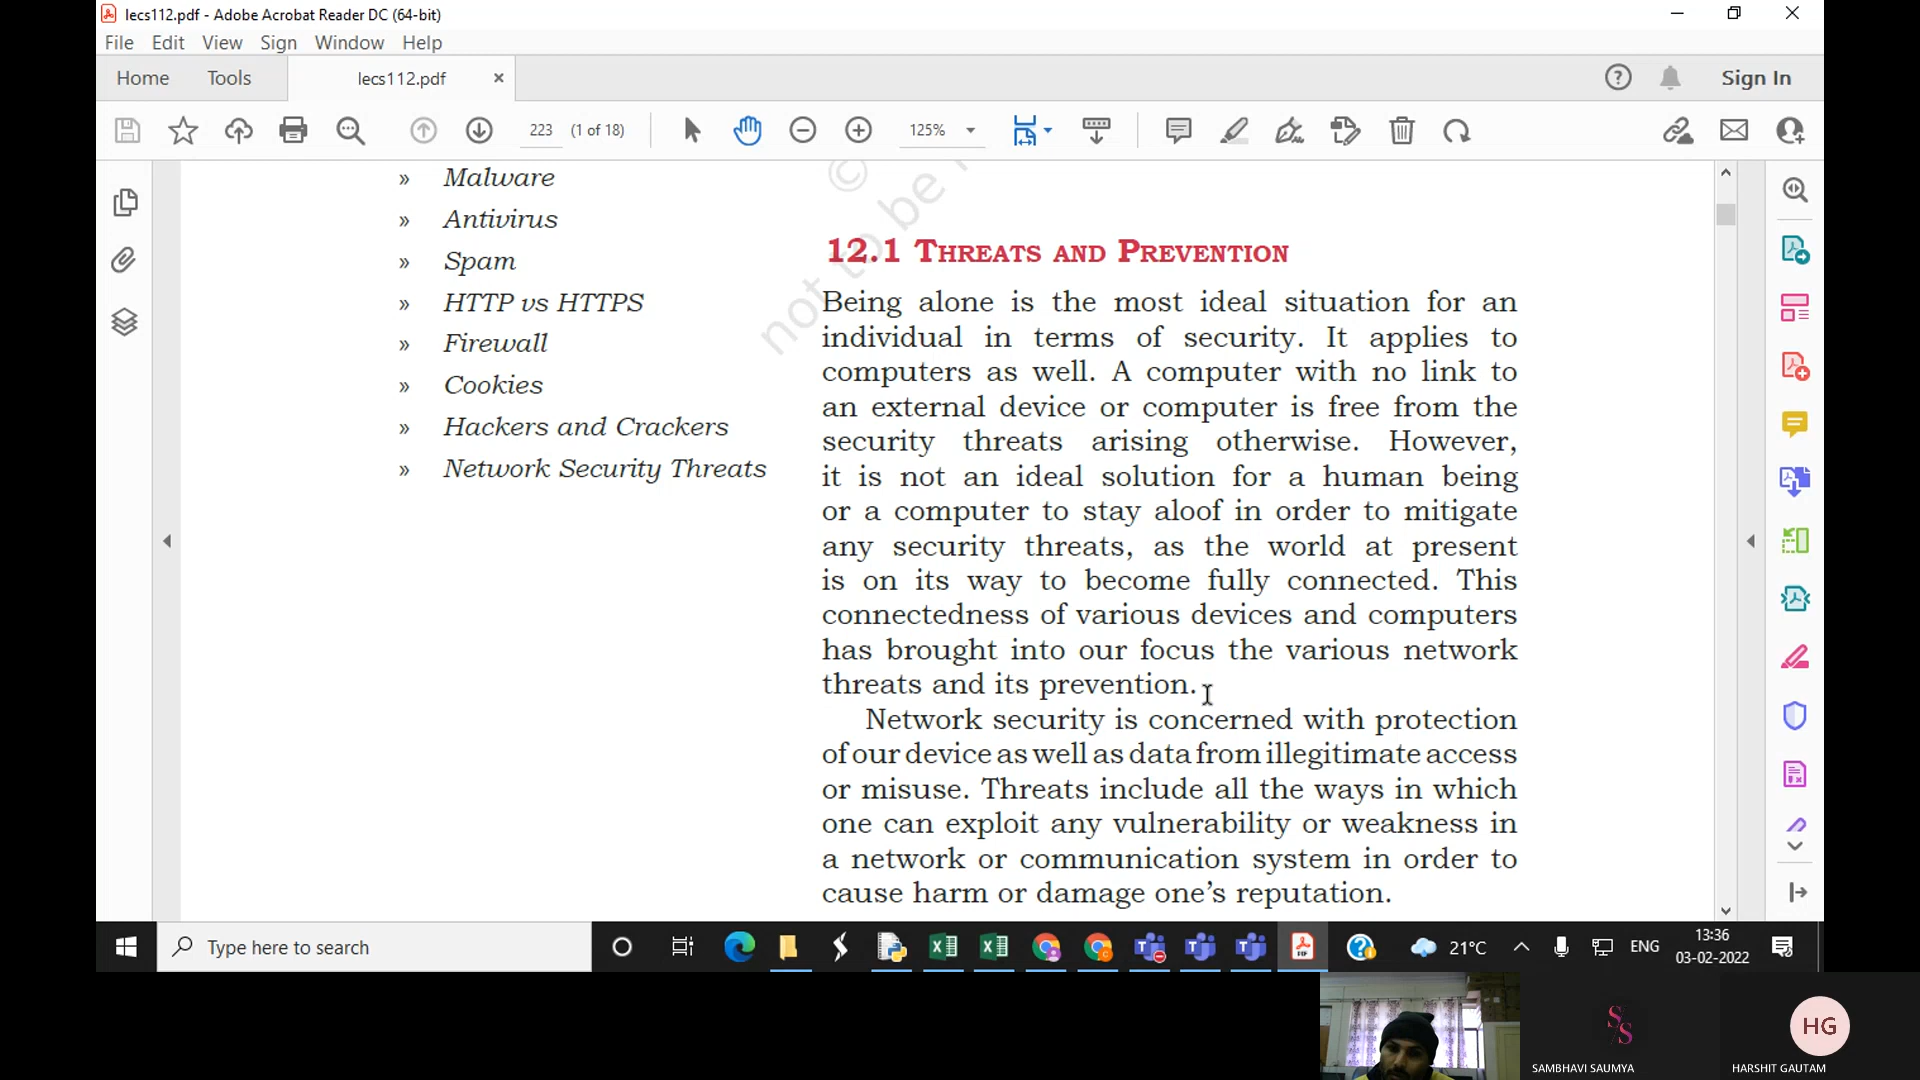 lecs112.pdf - Adobe Acrobat Reader DC (64-bit)
File Edit View Sign Window Help
Home Tools lecs112.pdf × Sign In
223 (1 of 18) 125%
» Malware
» Antivirus
» Spam
» HTTP vs HTTPS
» Firewall
» Cookies
» Hackers and Crackers
» Network Security Threats
©
not to be
12.1 THREATS AND PREVENTION
Being alone is the most ideal situation for an
individual in terms of security. It applies to
computers as well. A computer with no link to
an external device or computer is free from the
security threats arising otherwise. However,
it is not an ideal solution for a human being
or a computer to stay aloof in order to mitigate
any security threats, as the world at present
is on its way to become fully connected. This
connectedness of various devices and computers
has brought into our focus the various network
threats and its prevention.
Network security is concerned with protection
of our device as well as data from illegitimate access
or misuse. Threats include all the ways in which
one can exploit any vulnerability or weakness in
a network or communication system in order to
cause harm or damage one’s reputation.
Type here to search
21°C ENG 13:36
03-02-2022
S/S
HG
SAMBHAVI SAUMYA HARSHIT GAUTAM